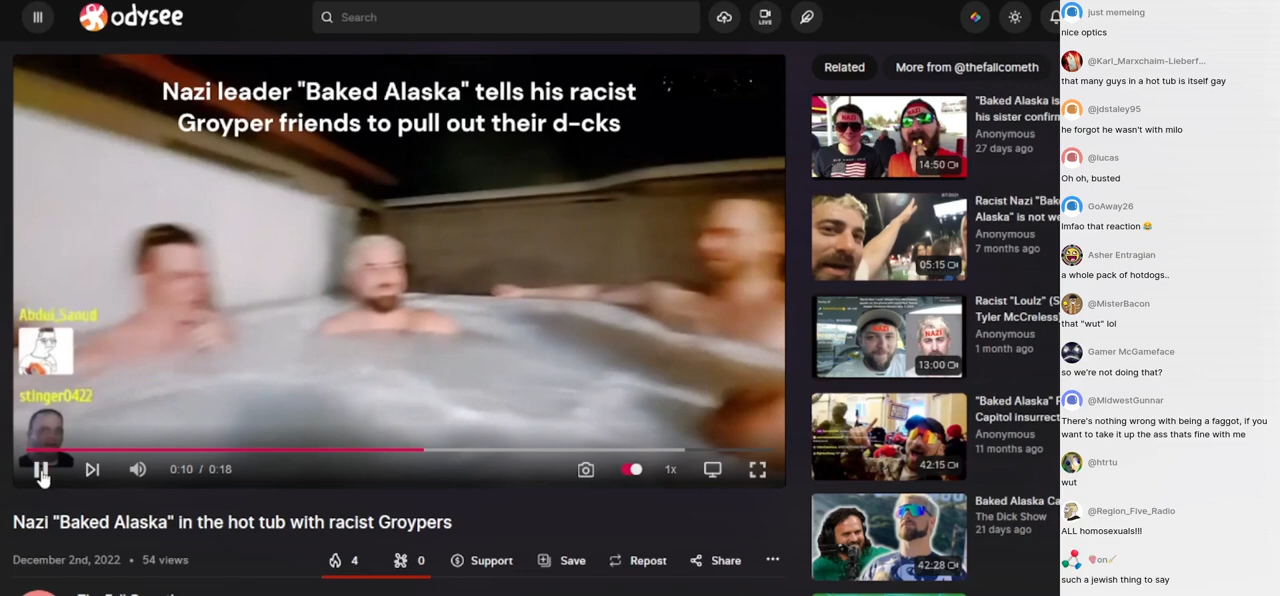 odysee
Search
LIVE
Nazi leader "Baked Alaska" tells his racist
Groyper friends to pull out their d-cks
Abdul_Saoud
stinger0422
0:10 / 0:18
1x
Nazi "Baked Alaska" in the hot tub with racist Groypers
December 2nd, 2022 • 54 views
4
0
Support
Save
Repost
Share
Related
More from @thefallcometh
"Baked Alaska is
his sister confirm
Anonymous
27 days ago
14:50
Racist Nazi "Bak
Alaska" is not we
Anonymous
7 months ago
05:15
Racist "Loulz" (S
Tyler McCreless)
Anonymous
1 month ago
NAZI
13:00
"Baked Alaska" F
Capitol insurrect
Anonymous
11 months ago
42:15
Baked Alaska Ca
The Dick Show
21 days ago
42:28
just memeing
nice optics
@Karl_Marxchaim-Lieberf...
that many guys in a hot tub is itself gay
@jdstaley95
he forgot he wasn't with milo
@lucas
Oh oh, busted
GoAway26
lmfao that reaction 😂
Asher Entragian
a whole pack of hotdogs..
@MisterBacon
that "wut" lol
Gamer McGameface
so we're not doing that?
@MidwestGunnar
There's nothing wrong with being a faggot, if you
want to take it up the ass thats fine with me
@htrtu
wut
@Region_Five_Radio
ALL homosexuals!!!
on
such a jewish thing to say